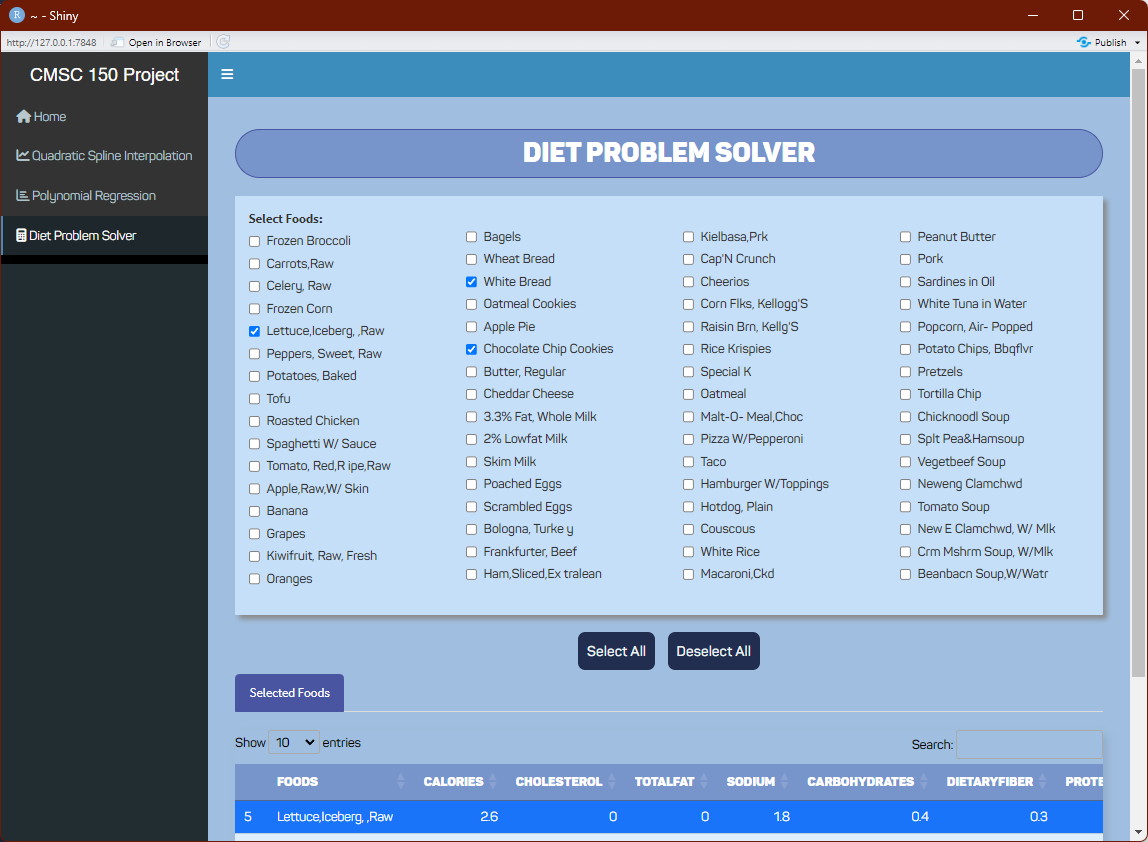 ~ - Shiny
http://127.0.0.1:7848 Open in Browser Publish
CMSC 150 Project
Home
Quadratic Spline Interpolation
Polynomial Regression
Diet Problem Solver
DIET PROBLEM SOLVER
Select Foods:
Frozen Broccoli
Carrots,Raw
Celery, Raw
Frozen Corn
Lettuce,Iceberg, ,Raw
Peppers, Sweet, Raw
Potatoes, Baked
Tofu
Roasted Chicken
Spaghetti W/ Sauce
Tomato, Red,R ipe,Raw
Apple,Raw,W/ Skin
Banana
Grapes
Kiwifruit, Raw, Fresh
Oranges
Bagels
Wheat Bread
White Bread
Oatmeal Cookies
Apple Pie
Chocolate Chip Cookies
Butter, Regular
Cheddar Cheese
3.3% Fat, Whole Milk
2% Lowfat Milk
Skim Milk
Poached Eggs
Scrambled Eggs
Bologna, Turke y
Frankfurter, Beef
Ham,Sliced,Ex tralean
Kielbasa,Prk
Cap'N Crunch
Cheerios
Corn Flks, Kellogg'S
Raisin Brn, Kellg'S
Rice Krispies
Special K
Oatmeal
Malt-O- Meal,Choc
Pizza W/Pepperoni
Taco
Hamburger W/Toppings
Hotdog, Plain
Couscous
White Rice
Macaroni,Ckd
Peanut Butter
Pork
Sardines in Oil
White Tuna in Water
Popcorn, Air- Popped
Potato Chips, Bbqflvr
Pretzels
Tortilla Chip
Chicknoodl Soup
Splt Pea&Hamsoup
Vegetbeef Soup
Neweng Clamchwd
Tomato Soup
New E Clamchwd, W/ Mlk
Crm Mshrm Soup, W/Mlk
Beanbacn Soup,W/Watr
Select All Deselect All
Selected Foods
Show 10 entries Search:
FOODS CALORIES CHOLESTEROL TOTALFAT SODIUM CARBOHYDRATES DIETARYFIBER PROTE
5 Lettuce,Iceberg, ,Raw 2.6 0 0 1.8 0.4 0.3